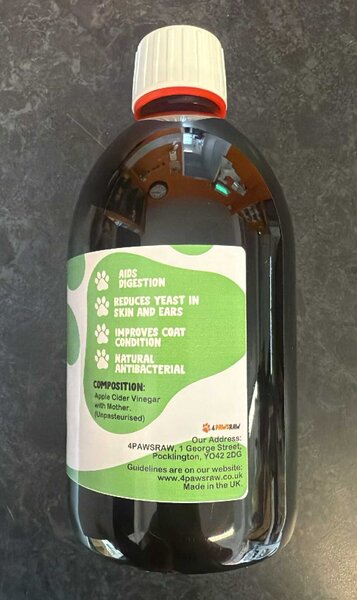 AIDS
DIGESTION
REDUCES YEAST IN
SKIN AND EARS
IMPROVES COAT
CONDITION
NATURAL
ANTIBACTERIAL
COMPOSITION:
Apple Cider Vinegar
with Mother.
(Unpasteurised)
4PAWSRAW
Our Address:
4PAWSRAW, 1 George Street,
Pocklington, YO42 2DG
Guidelines are on our website:
www.4pawsraw.co.uk
Made in the UK.